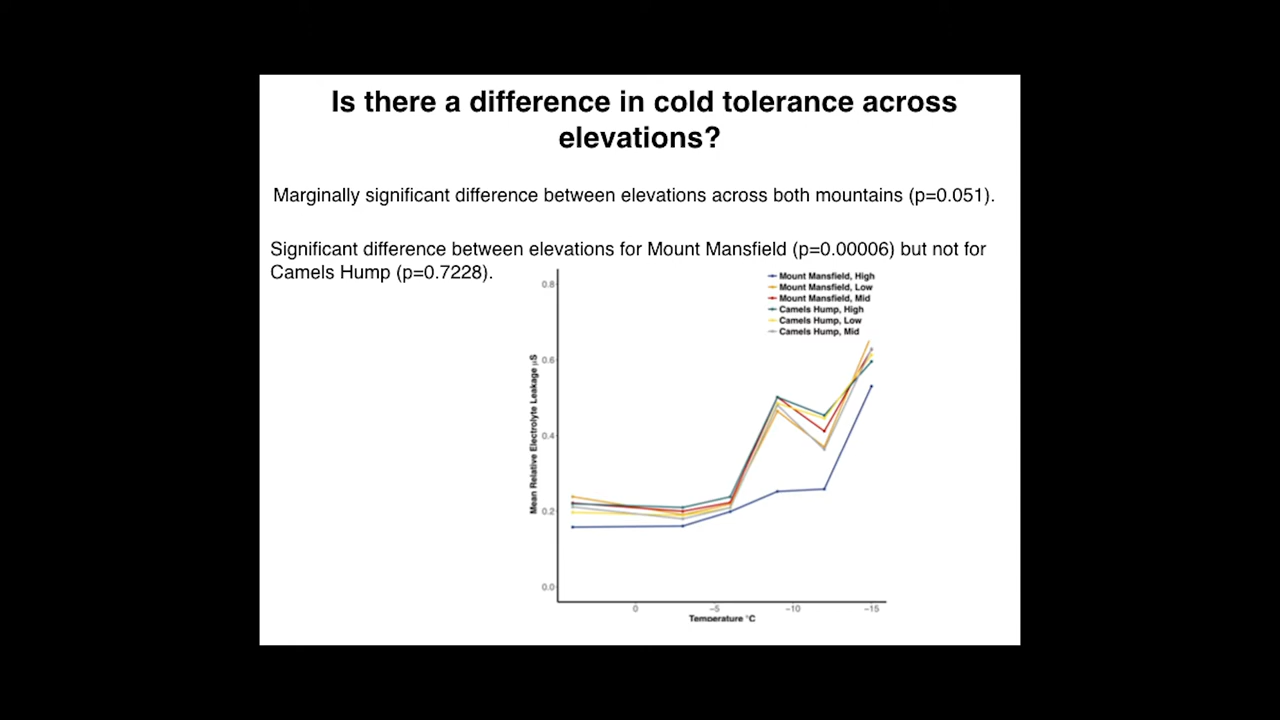 Is there a difference in cold tolerance across
elevations?
Marginally significant difference between elevations across both mountains (p=0.051).
Significant difference between elevations for Mount Mansfield (p=0.00006) but not for
Camels Hump (p=0.7228).
Mount Mansfield, High
Mount Mansfield, Low
Mount Mansfield, Mid
Camels Hump, High
Camels Hump, Low
Camels Hump, Mid
Mean Relative Electrolyte Leakage µS
0.8
0.6
0.4
0.2
0.0
0 −5 −10 −15
Temperature °C